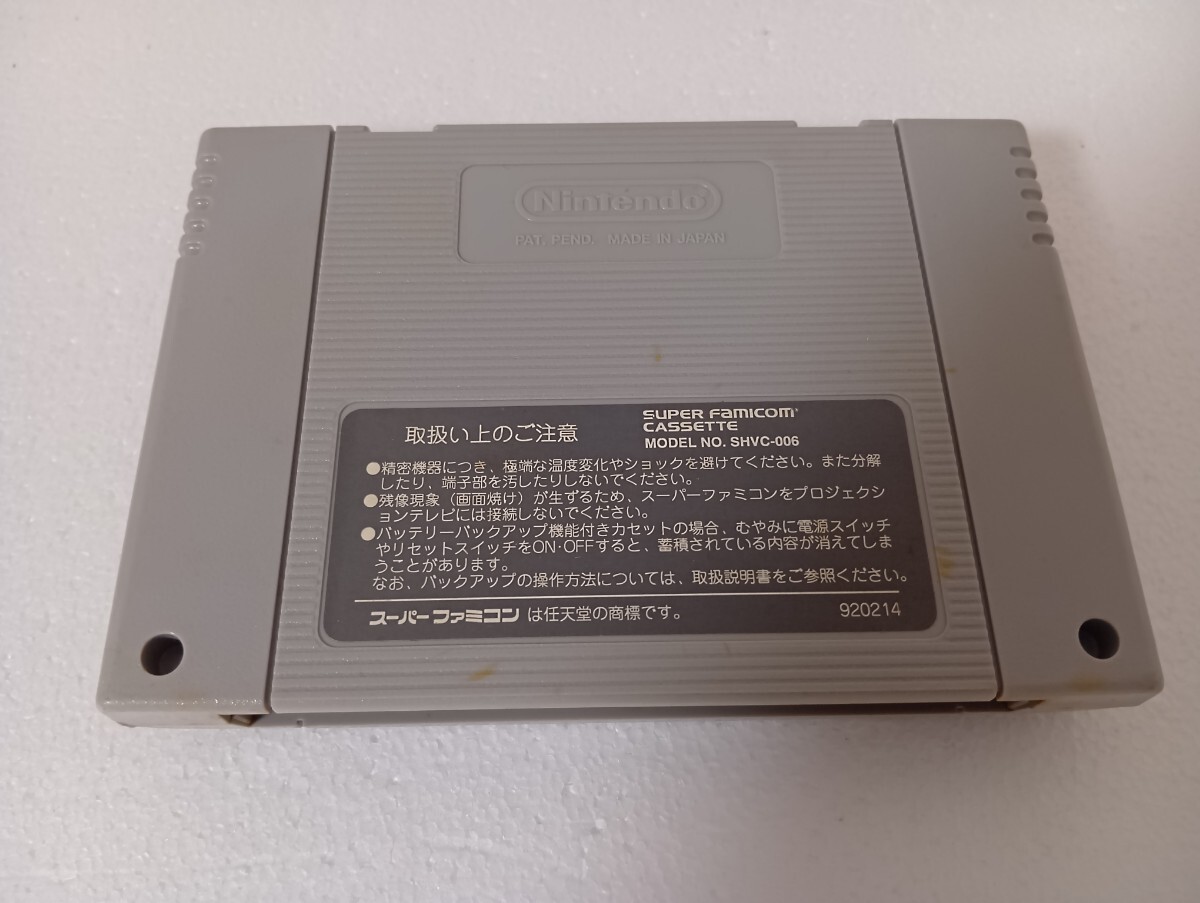 Nintendo
PAT. PEND. MADE IN JAPAN
取扱い上のご注意
SUPER FAMICOM
CASSETTE
MODEL NO. SHVC-006
●精密機器につき、極端な温度変化やショックを避けてください。また分解
したり、端子部を汚したりしないでください。
●残像現象（画面焼け）が生ずるため、スーパーファミコンをプロジェクシ
ョンテレビには接続しないでください。
●バッテリーバックアップ機能付きカセットの場合、むやみに電源スイッチ
やリセットスイッチをON・OFFすると、蓄積されている内容が消えてしま
うことがあります。
なお、バックアップの操作方法については、取扱説明書をご参照ください。
スーパーファミコン は任天堂の商標です。
920214